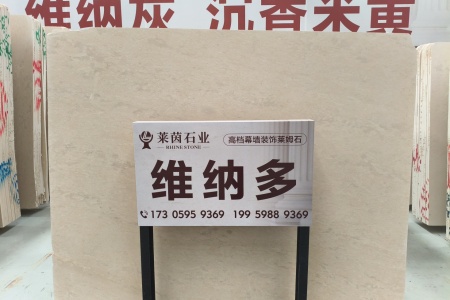 维纳灰 沉香米黄
莱茵石业
RHINE STONE
高档幕墙装饰莱姆石
维纳多
173 0595 9369 199 5988 9369